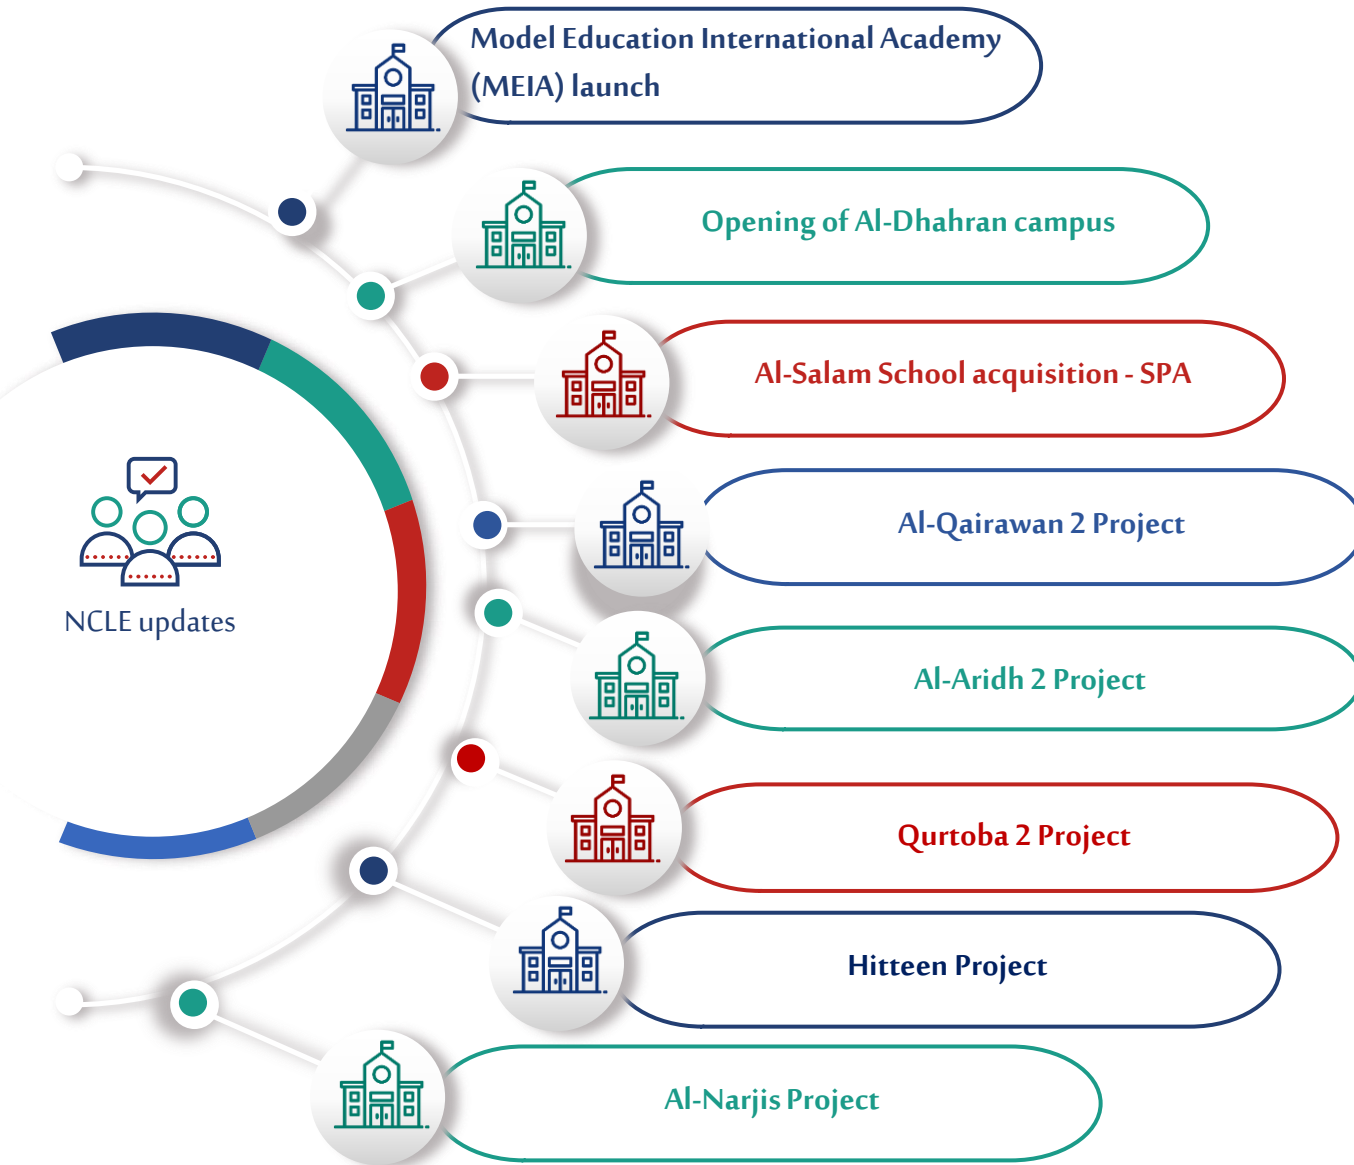 Model Education International Academy
(MEIA) launch
Opening of Al-Dhahran campus
Al-Salam School acquisition - SPA
Al-Qairawan 2 Project
NCLE updates
Al-Aridh 2 Project
Qurtoba 2 Project
Hitteen Project
Al-Narjis Project